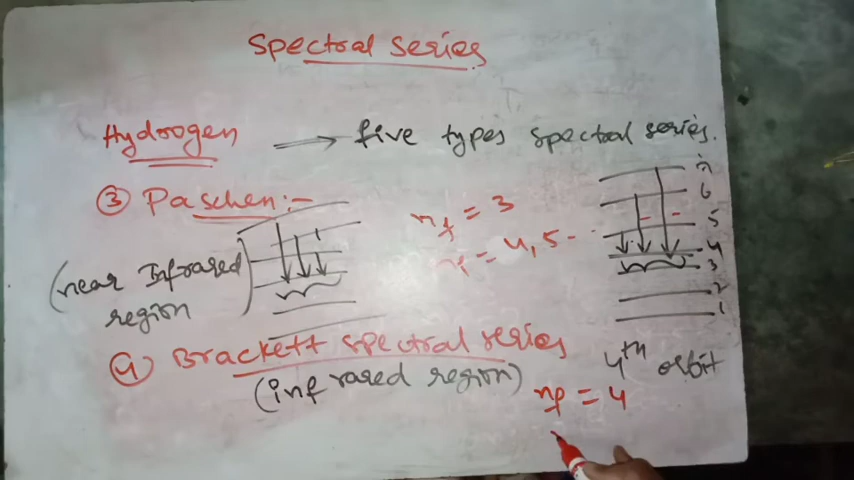 Spectral series
Hydrogen → five types spectral series.
③ Paschen:-
(near Infrared
region)
nf = 3
ni = 4, 5 - -
7
6
5
4
3
2
1
④ Brackett spectral series
(infrared region)
4th orbit
nf = 4